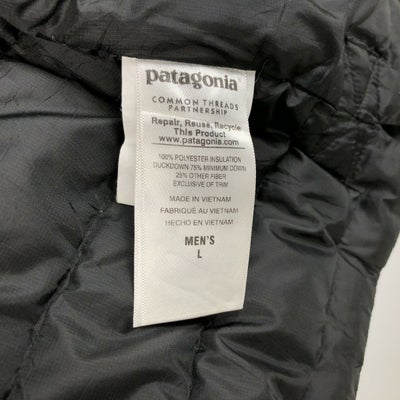 patagonia®
COMMON THREADS
PARTNERSHIP
Repair, Reuse, Recycle
This Product
www.patagonia.com
100% POLYESTER INSULATION
DUCKDOWN 75% MINIMUM DOWN
25% OTHER FIBER
EXCLUSIVE OF TRIM
MADE IN VIETNAM
FABRIQUÉ AU VIETNAM
HECHO EN VIETNAM
MEN'S
L